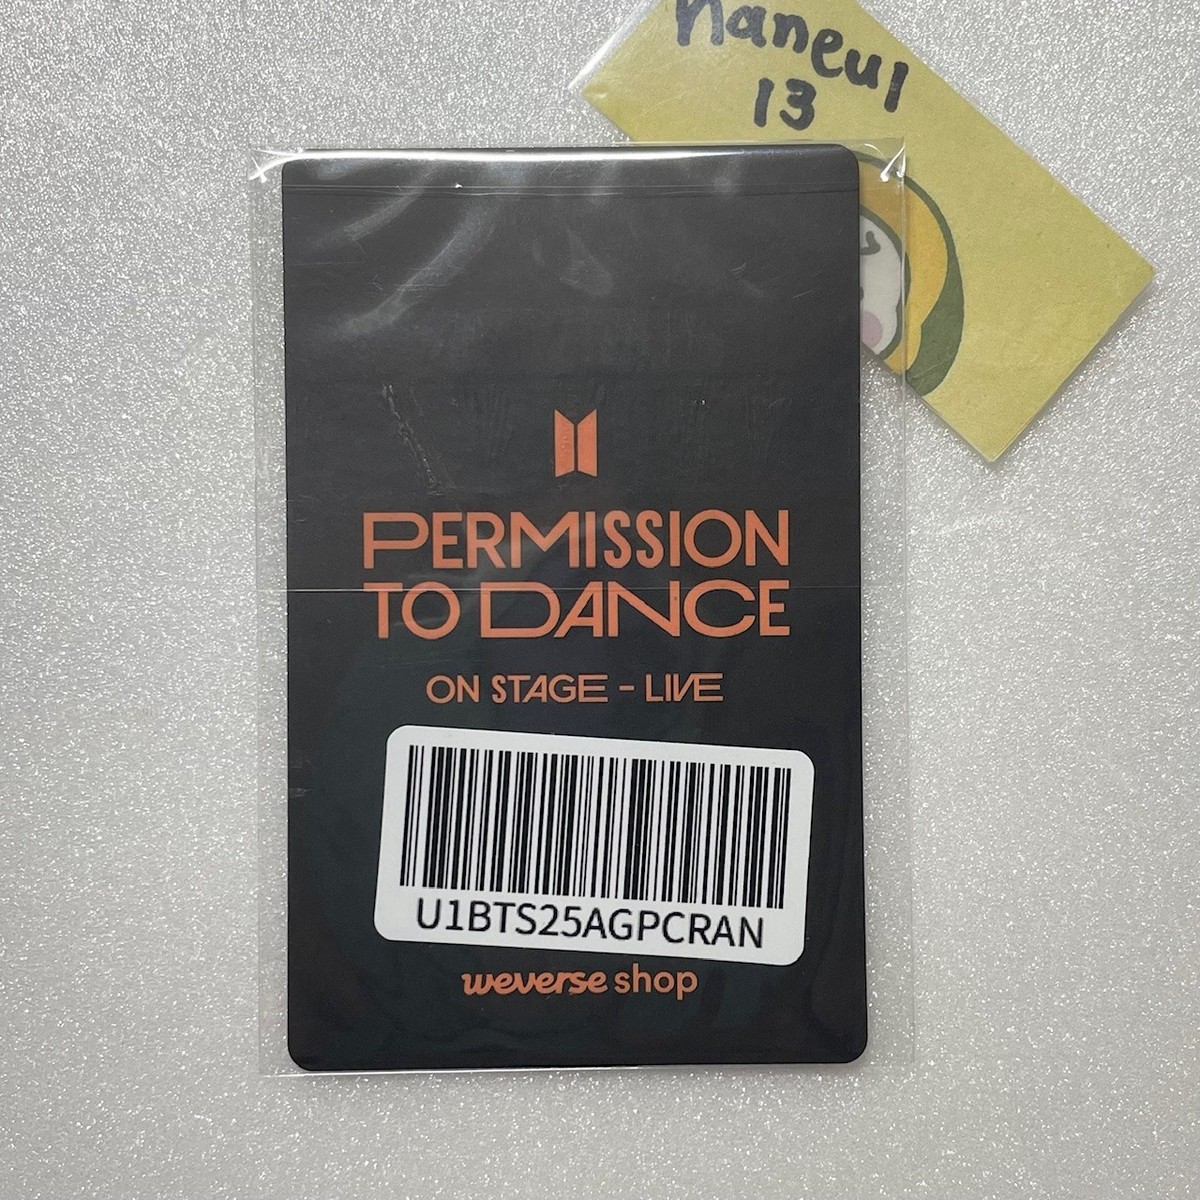 haneul
13
PERMISSION
TO DANCE
ON STAGE - LIVE
U1BTS25AGPCRAN
weverse shop